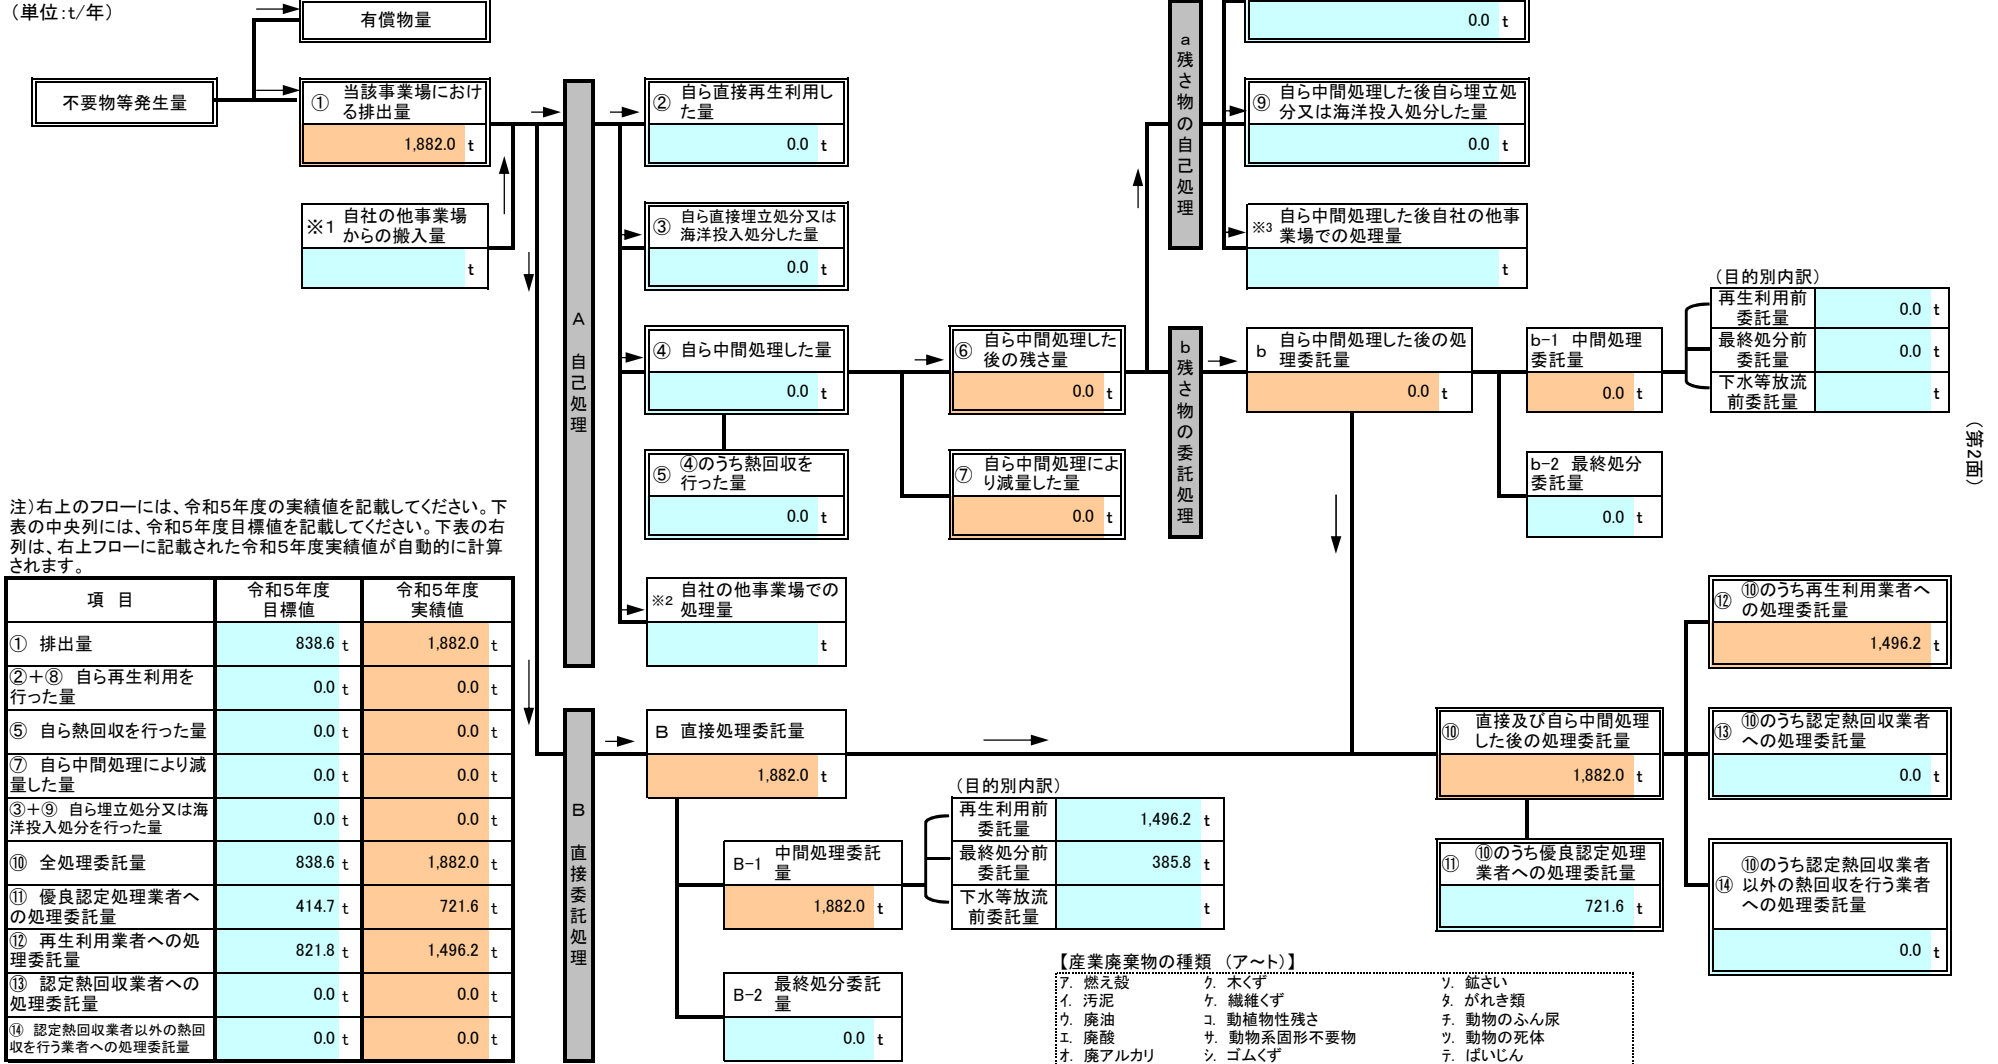 （単位:t/年）
有償物量
不要物等発生量
① 当該事業場におけ
る排出量
1,882.0 t
※1 自社の他事業場
からの搬入量
t
A 自己処理
② 自ら直接再生利用し
た量
0.0 t
③ 自ら直接埋立処分又は
海洋投入処分した量
0.0 t
④ 自ら中間処理した量
0.0 t
⑤ ④のうち熱回収を
行った量
0.0 t
※2 自社の他事業場での
処理量
t
⑥ 自ら中間処理した
後の残さ量
0.0 t
⑦ 自ら中間処理によ
り減量した量
0.0 t
a残さ物の自己処理
0.0 t
⑨ 自ら中間処理した後自ら埋立処
分又は海洋投入処分した量
0.0 t
※3 自ら中間処理した後自社の他事
業場での処理量
t
b残さ物の委託処理
b 自ら中間処理した後の処
理委託量
0.0 t
b-1 中間処理
委託量
0.0 t
b-2 最終処分
委託量
0.0 t
（目的別内訳）
再生利用前
委託量
0.0 t
最終処分前
委託量
0.0 t
下水等放流
前委託量
t
（第2面）
注）右上のフローには、令和5年度の実績値を記載してください。下
表の中央列には、令和5年度目標値を記載してください。下表の右
列は、右上フローに記載された令和5年度実績値が自動的に計算
されます。
項 目
令和5年度
目標値
令和5年度
実績値
① 排出量
838.6 t 1,882.0 t
②＋⑧ 自ら再生利用を
行った量
0.0 t 0.0 t
⑤ 自ら熱回収を行った量
0.0 t 0.0 t
⑦ 自ら中間処理により減
量した量
0.0 t 0.0 t
③＋⑨ 自ら埋立処分又は海
洋投入処分を行った量
0.0 t 0.0 t
⑩ 全処理委託量
838.6 t 1,882.0 t
⑪ 優良認定処理業者へ
の処理委託量
414.7 t 721.6 t
⑫ 再生利用業者への処
理委託量
821.8 t 1,496.2 t
⑬ 認定熱回収業者への
処理委託量
0.0 t 0.0 t
⑭ 認定熱回収業者以外の熱回
収を行う業者への処理委託量
0.0 t 0.0 t
B 直接委託処理
B 直接処理委託量
1,882.0 t
B-1 中間処理委託
量
1,882.0 t
B-2 最終処分委託
量
0.0 t
（目的別内訳）
再生利用前
委託量
1,496.2 t
最終処分前
委託量
385.8 t
下水等放流
前委託量
t
⑩ 直接及び自ら中間処理
した後の処理委託量
1,882.0 t
⑪ ⑩のうち優良認定処理
業者への処理委託量
721.6 t
⑫ ⑩のうち再生利用業者へ
の処理委託量
1,496.2 t
⑬ ⑩のうち認定熱回収業者
への処理委託量
0.0 t
⑭ ⑩のうち認定熱回収業者
以外の熱回収を行う業者
への処理委託量
0.0 t
【産業廃棄物の種類 （ア～ト）】
ｱ. 燃え殻 ｸ. 木くず ｿ. 鉱さい
ｲ. 汚泥 ｹ. 繊維くず ﾀ. がれき類
ｳ. 廃油 ｺ. 動植物性残さ ﾁ. 動物のふん尿
ｴ. 廃酸 ｻ. 動物系固形不要物 ﾂ. 動物の死体
ｵ. 廃アルカリ ｼ. ゴムくず ﾃ. ばいじん